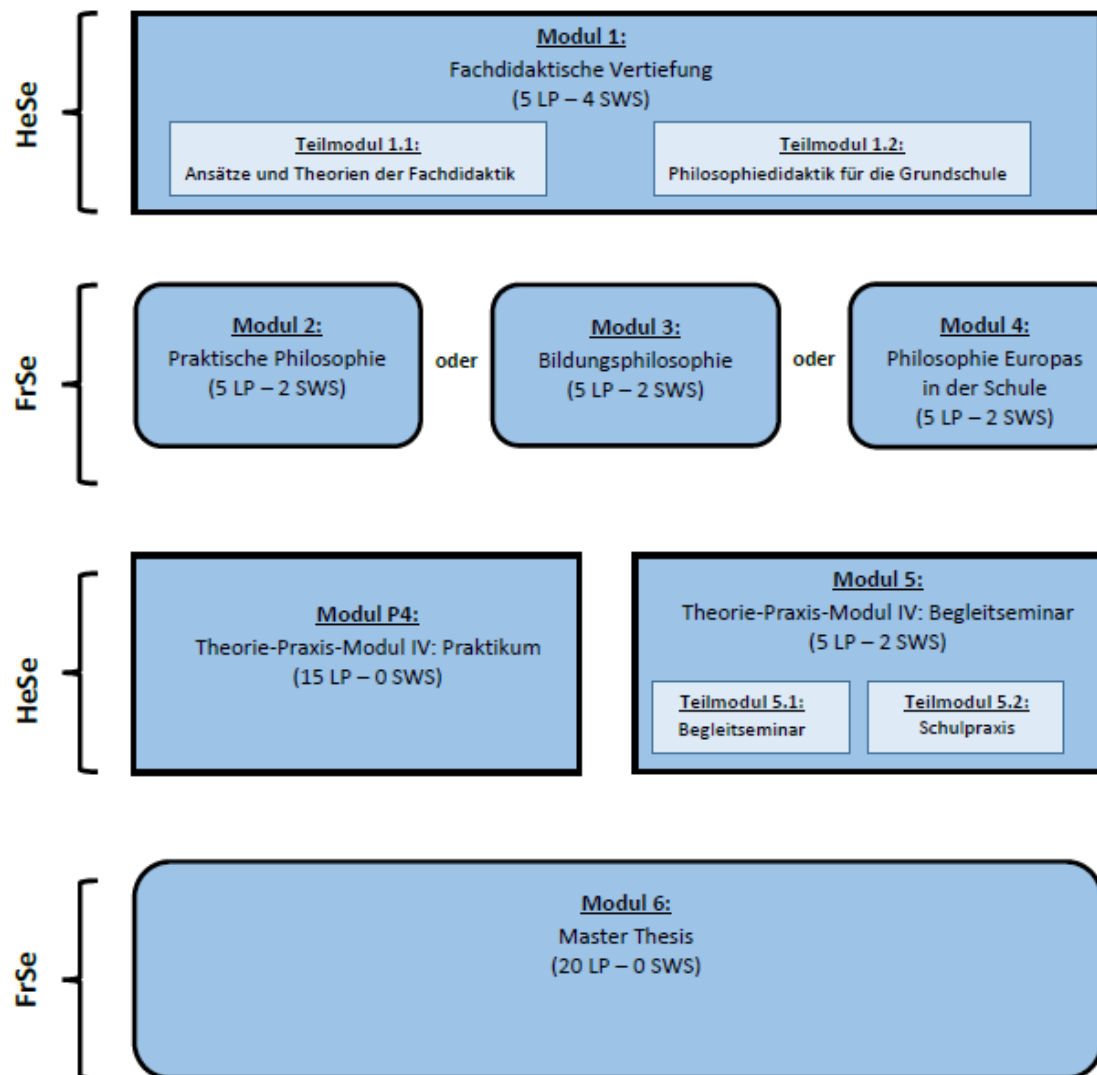 HeSe
Modul 1:
Fachdidaktische Vertiefung
(5 LP – 4 SWS)
Teilmodul 1.1:
Ansätze und Theorien der Fachdidaktik
Teilmodul 1.2:
Philosophiedidaktik für die Grundschule
FrSe
Modul 2:
Praktische Philosophie
(5 LP – 2 SWS)
oder
Modul 3:
Bildungsphilosophie
(5 LP – 2 SWS)
oder
Modul 4:
Philosophie Europas
in der Schule
(5 LP – 2 SWS)
HeSe
Modul P4:
Theorie-Praxis-Modul IV: Praktikum
(15 LP – 0 SWS)
Modul 5:
Theorie-Praxis-Modul IV: Begleitseminar
(5 LP – 2 SWS)
Teilmodul 5.1:
Begleitseminar
Teilmodul 5.2:
Schulpraxis
FrSe
Modul 6:
Master Thesis
(20 LP – 0 SWS)